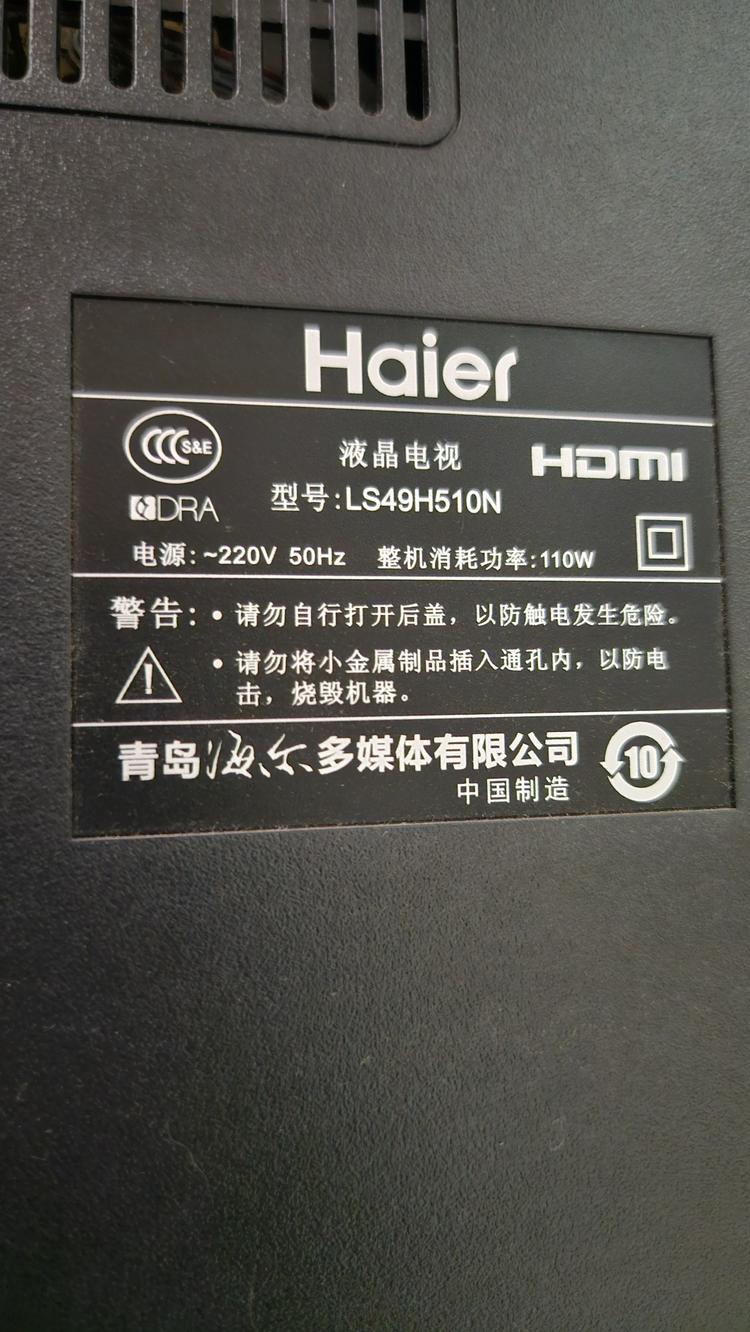 Haier
S&E
液晶电视
HDMI
DRA
型号:LS49H510N
电源:~220V 50Hz 整机消耗功率:110W
警告:•请勿自行打开后盖，以防触电发生危险。
•请勿将小金属制品插入通孔内，以防电
击，烧毁机器。
青岛海尔多媒体有限公司
10
中国制造